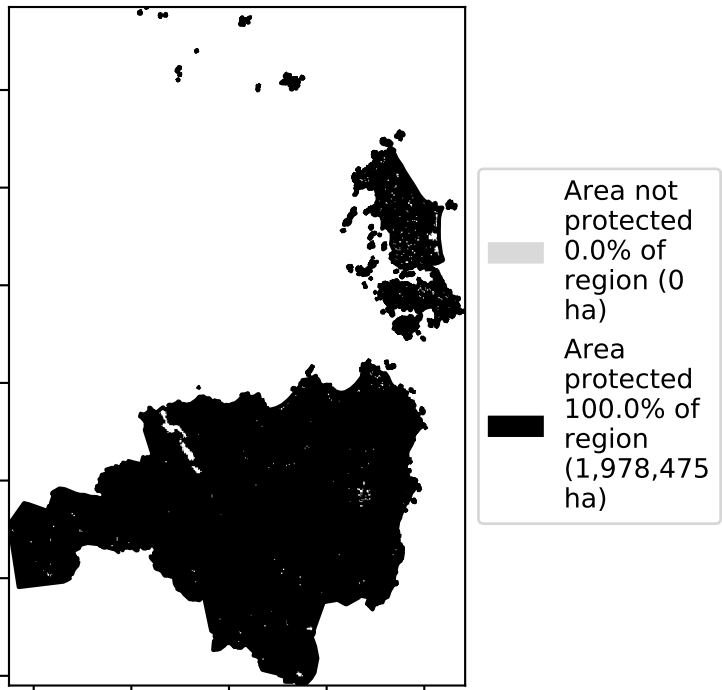 Area not
protected
0.0% of
region (0
ha)
Area
protected
100.0% of
region
(1,978,475
ha)